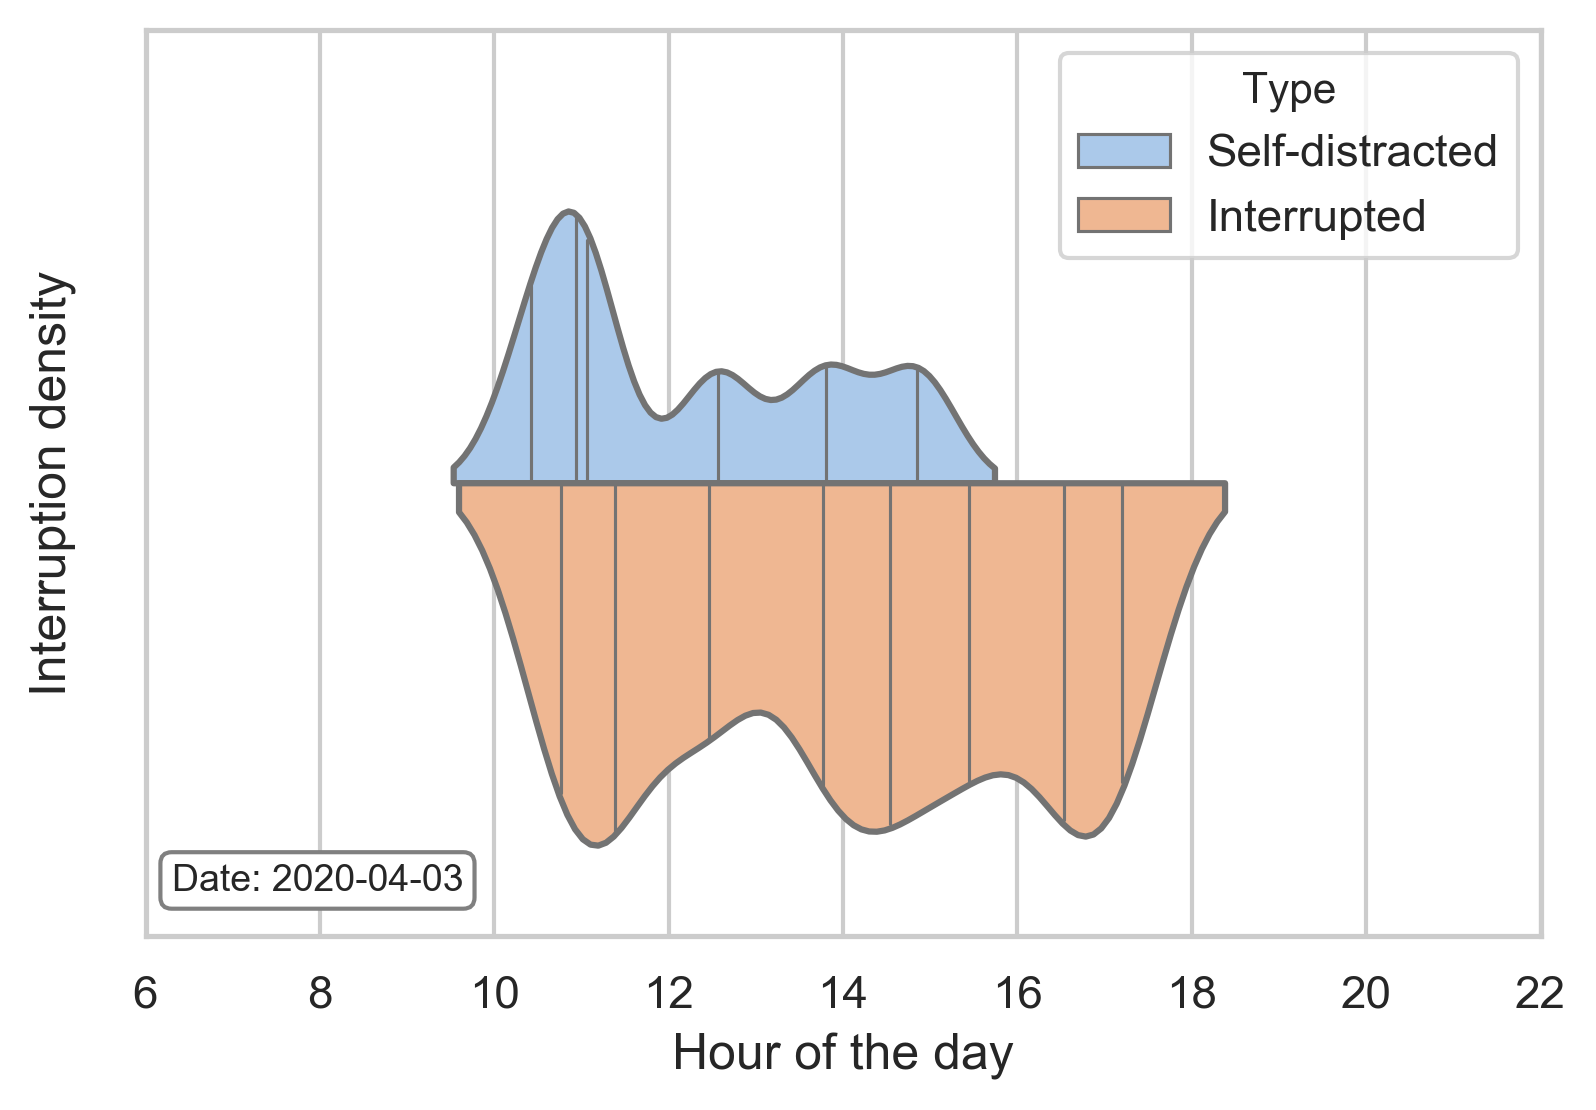 Type
Self-distracted
Interrupted
Interruption density
Date: 2020-04-03
6 8 10 12 14 16 18 20 22
Hour of the day